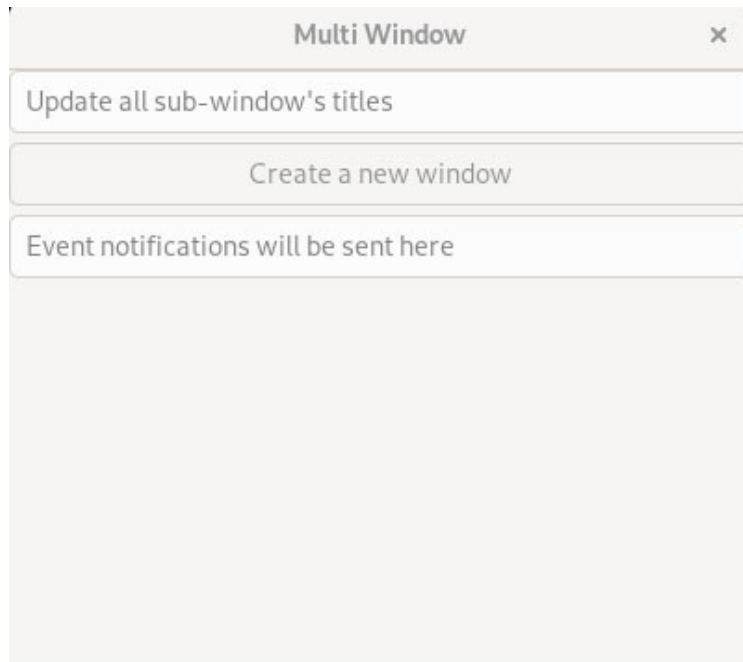 Multi Window
Update all sub-window's titles
Create a new window
Event notifications will be sent here